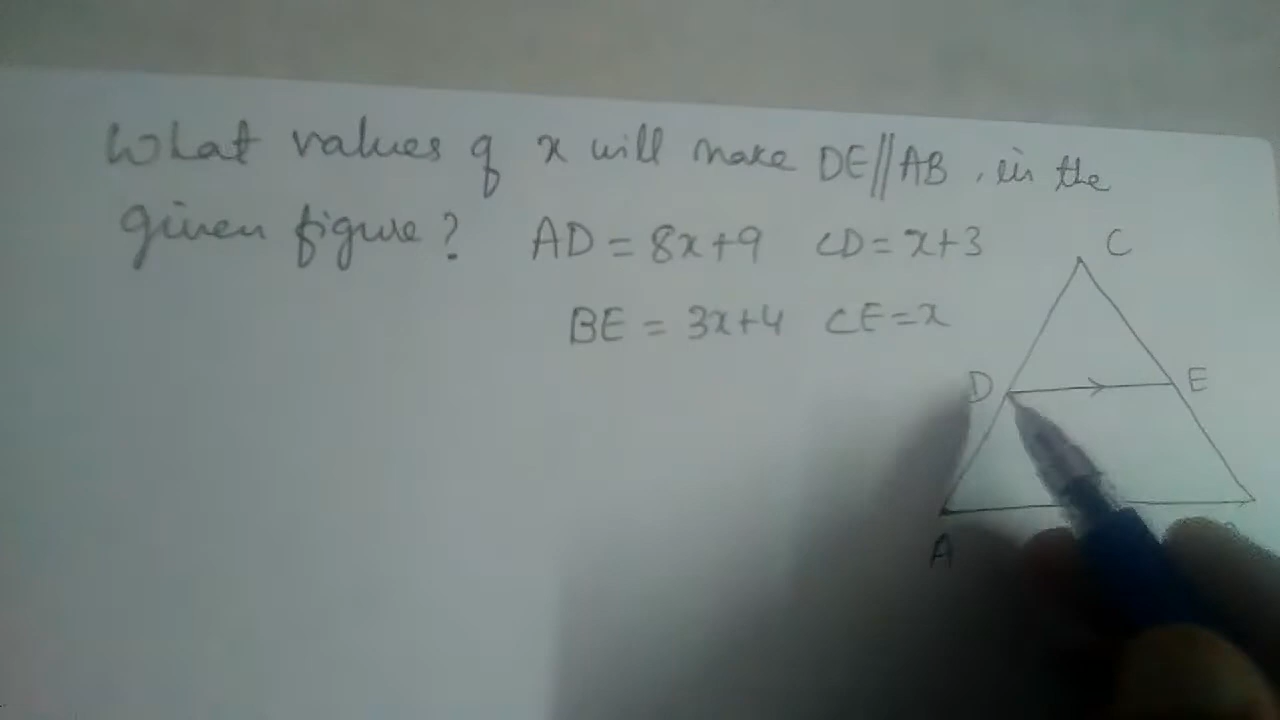 What values of x will make DE||AB, in the
given figure? AD = 8x+9 CD = x+3
BE = 3x+4 CE = x
C
D
E
A